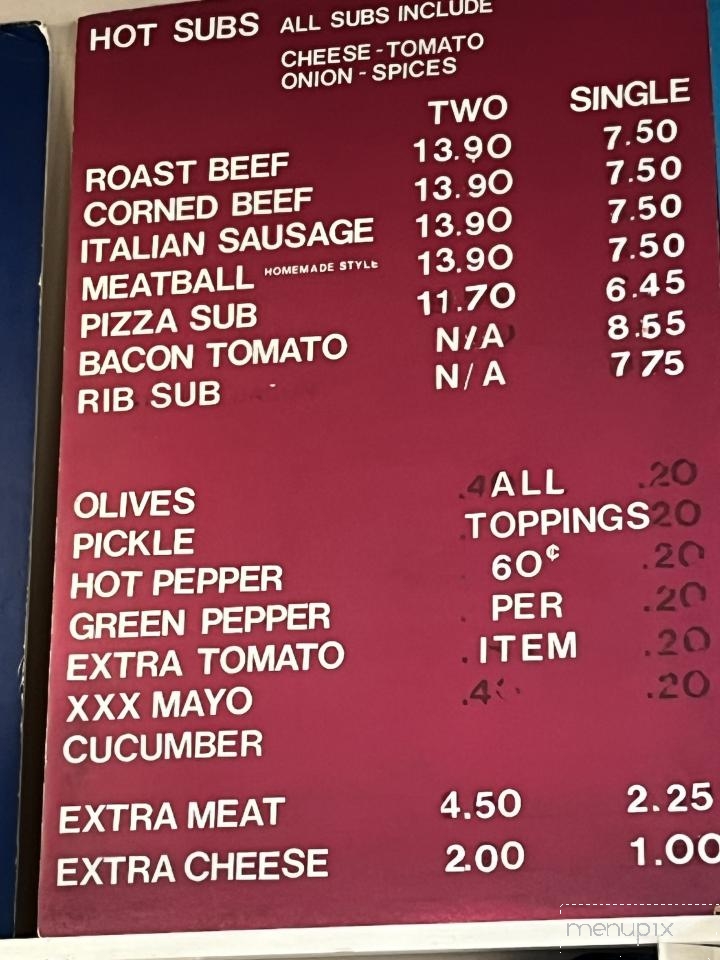 HOT SUBS ALL SUBS INCLUDE
CHEESE - TOMATO
ONION - SPICES
TWO SINGLE
ROAST BEEF 13.90 7.50
CORNED BEEF 13.90 7.50
ITALIAN SAUSAGE 13.90 7.50
MEATBALL HOMEMADE STYLE 13.90 7.50
PIZZA SUB 11.70 6.45
BACON TOMATO N/A 8.55
RIB SUB N/A 7 75
OLIVES .4 ALL .20
PICKLE TOPPINGS 20
HOT PEPPER 60¢ .20
GREEN PEPPER PER .20
EXTRA TOMATO ITEM .20
XXX MAYO .4 .20
CUCUMBER
EXTRA MEAT 4.50 2.25
EXTRA CHEESE 2.00 1.00
menupix